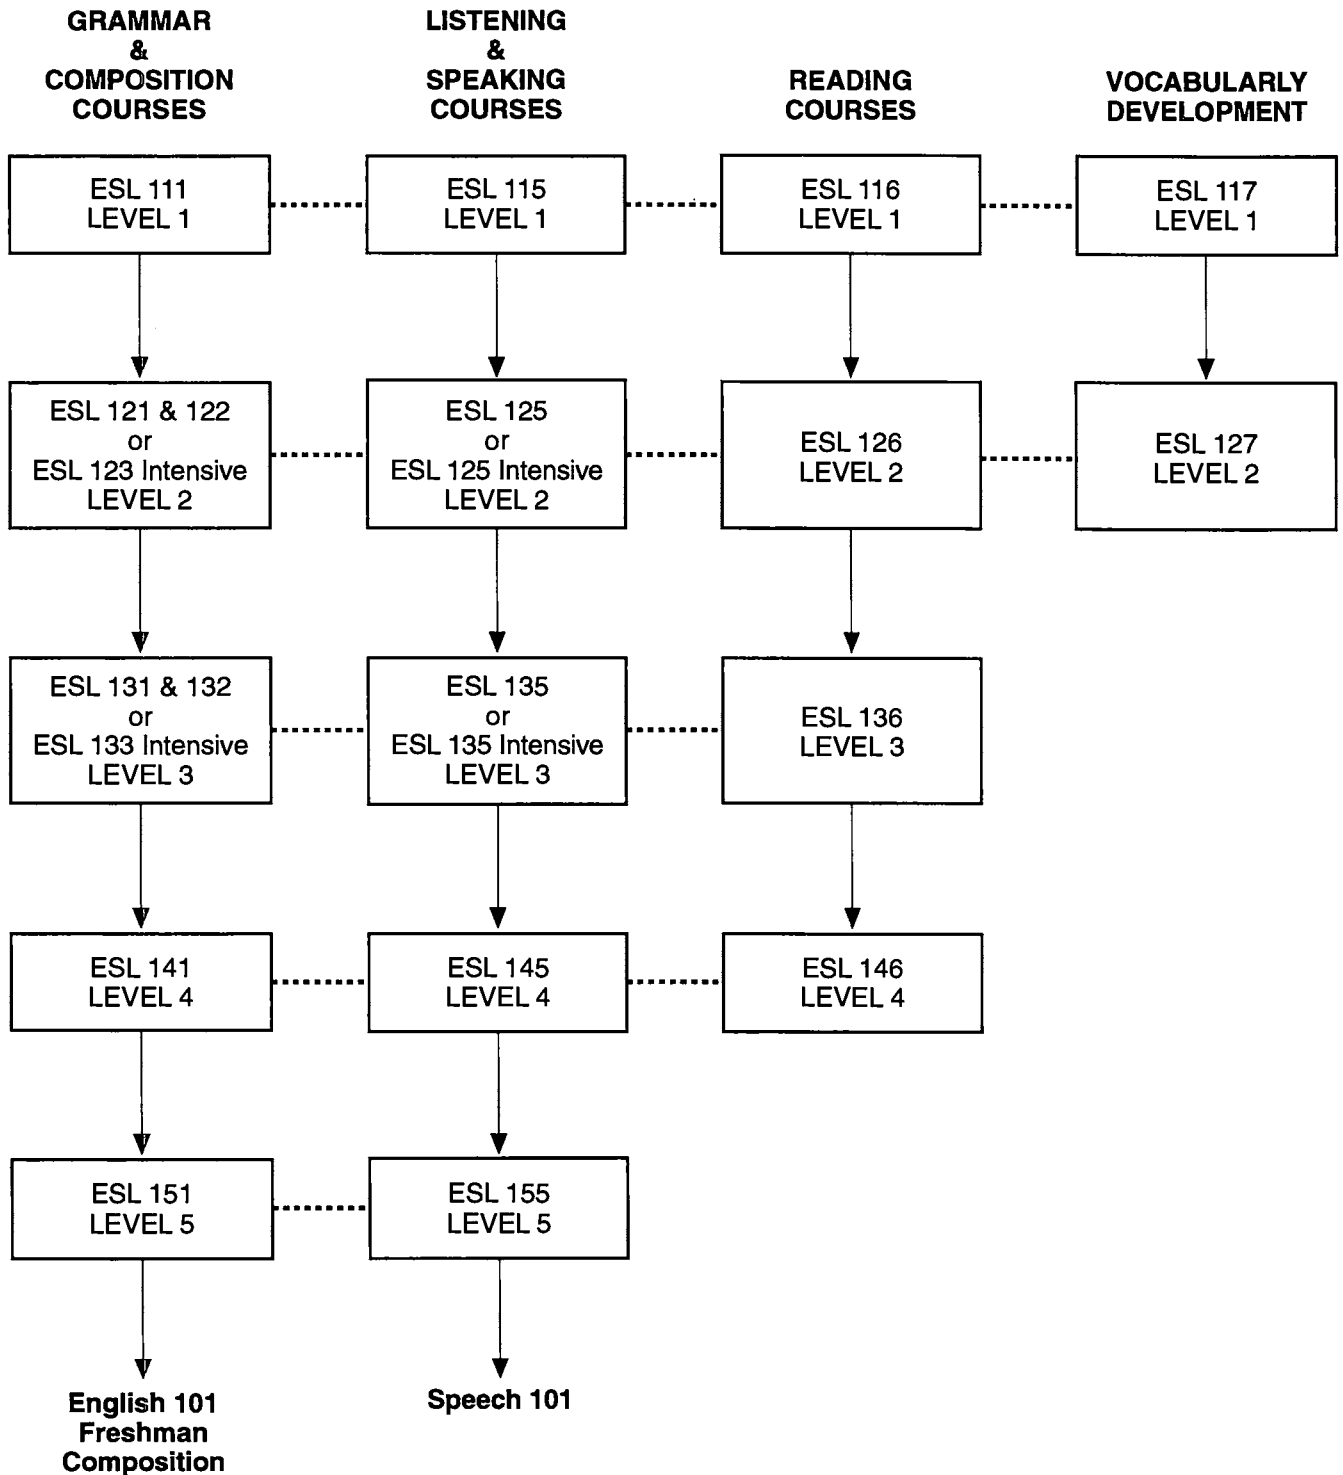 GRAMMAR
&
COMPOSITION
COURSES
LISTENING
&
SPEAKING
COURSES
READING
COURSES
VOCABULARLY
DEVELOPMENT
ESL 111
LEVEL 1
ESL 115
LEVEL 1
ESL 116
LEVEL 1
ESL 117
LEVEL 1
ESL 121 & 122
or
ESL 123 Intensive
LEVEL 2
ESL 125
or
ESL 125 Intensive
LEVEL 2
ESL 126
LEVEL 2
ESL 127
LEVEL 2
ESL 131 & 132
or
ESL 133 Intensive
LEVEL 3
ESL 135
or
ESL 135 Intensive
LEVEL 3
ESL 136
LEVEL 3
ESL 141
LEVEL 4
ESL 145
LEVEL 4
ESL 146
LEVEL 4
ESL 151
LEVEL 5
ESL 155
LEVEL 5
English 101
Freshman
Composition
Speech 101